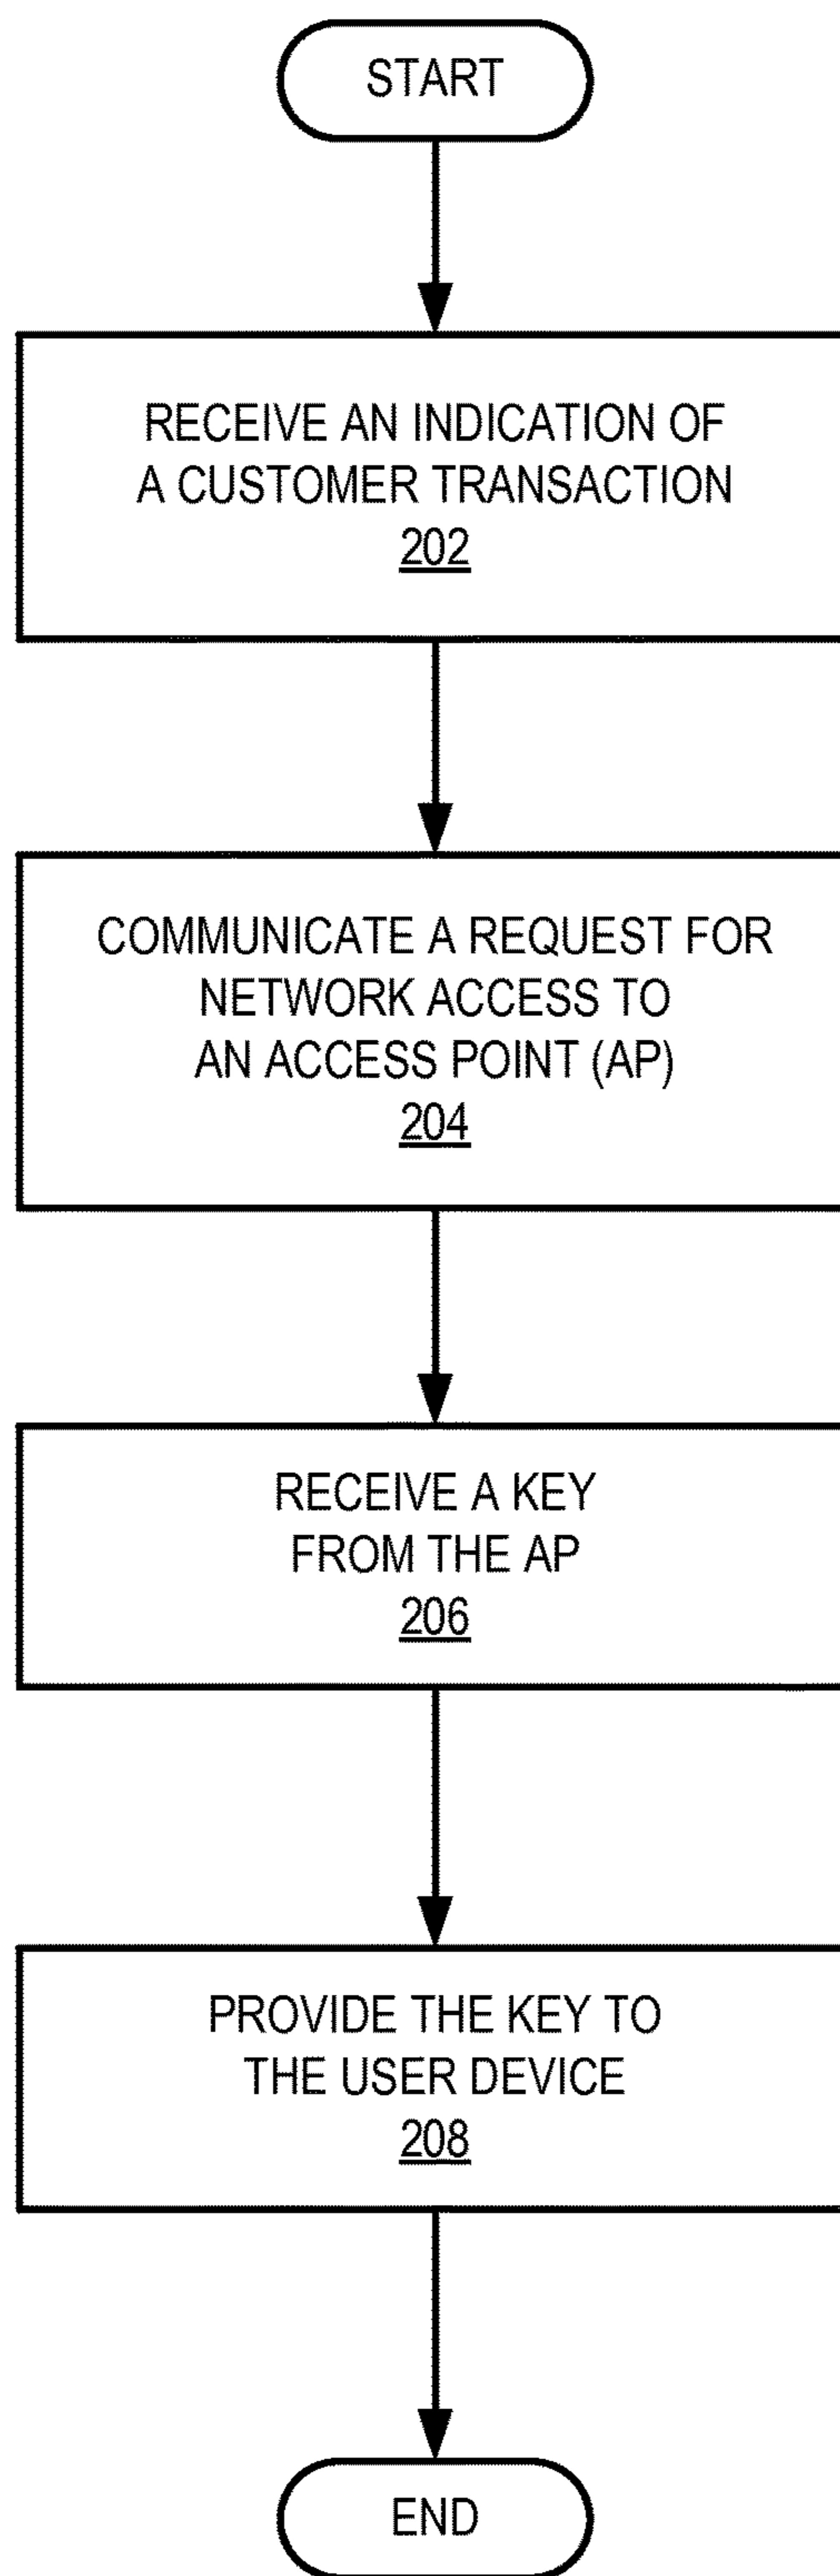 START
RECEIVE AN INDICATION OF
A CUSTOMER TRANSACTION
202
COMMUNICATE A REQUEST FOR
NETWORK ACCESS TO
AN ACCESS POINT (AP)
204
RECEIVE A KEY
FROM THE AP
206
PROVIDE THE KEY TO
THE USER DEVICE
208
END